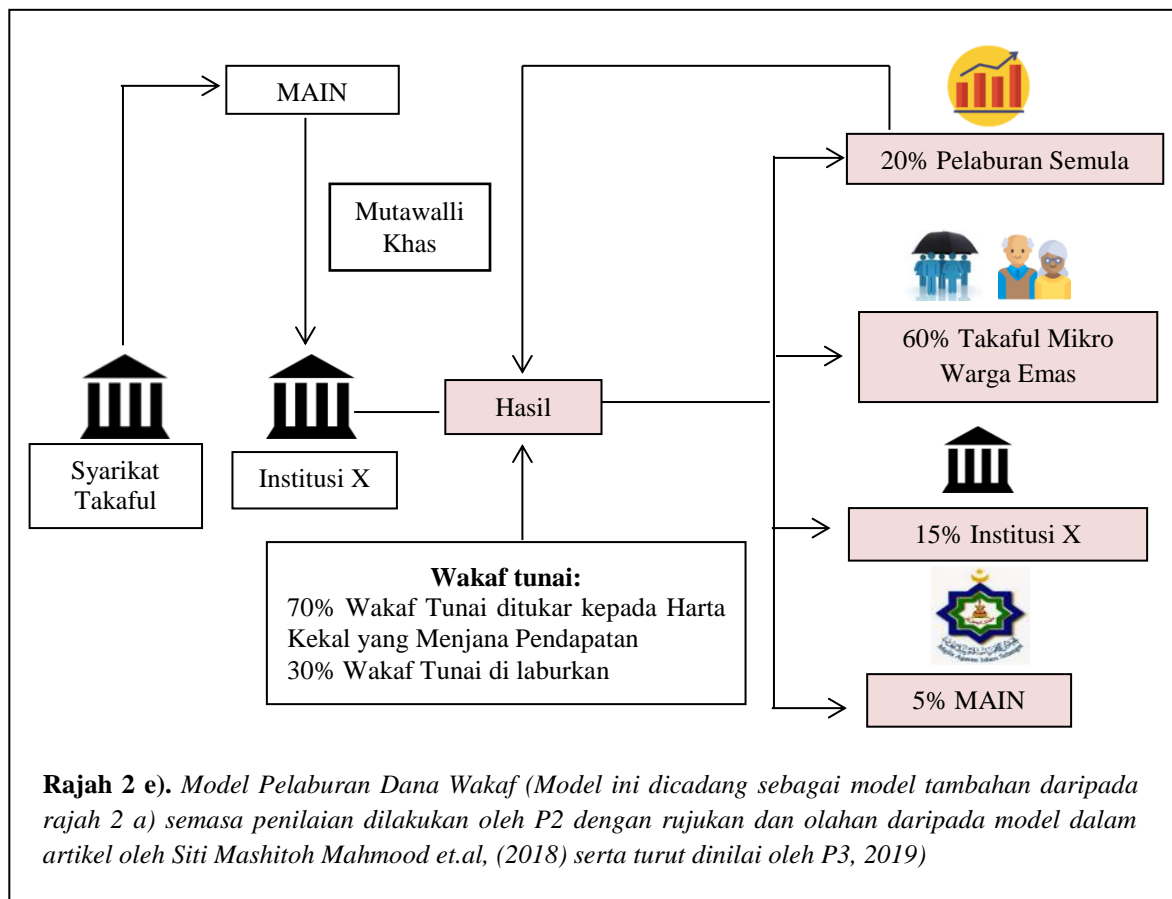 MAIN
Mutawalli
Khas
Syarikat
Takaful
Institusi X
Hasil
Wakaf tunai:
70% Wakaf Tunai ditukar kepada Harta
Kekal yang Menjana Pendapatan
30% Wakaf Tunai di laburkan
20% Pelaburan Semula
60% Takaful Mikro
Warga Emas
15% Institusi X
5% MAIN
Rajah 2 e). Model Pelaburan Dana Wakaf (Model ini dicadang sebagai model tambahan daripada
rajah 2 a) semasa penilaian dilakukan oleh P2 dengan rujukan dan olahan daripada model dalam
artikel oleh Siti Mashitoh Mahmood et.al, (2018) serta turut dinilai oleh P3, 2019)